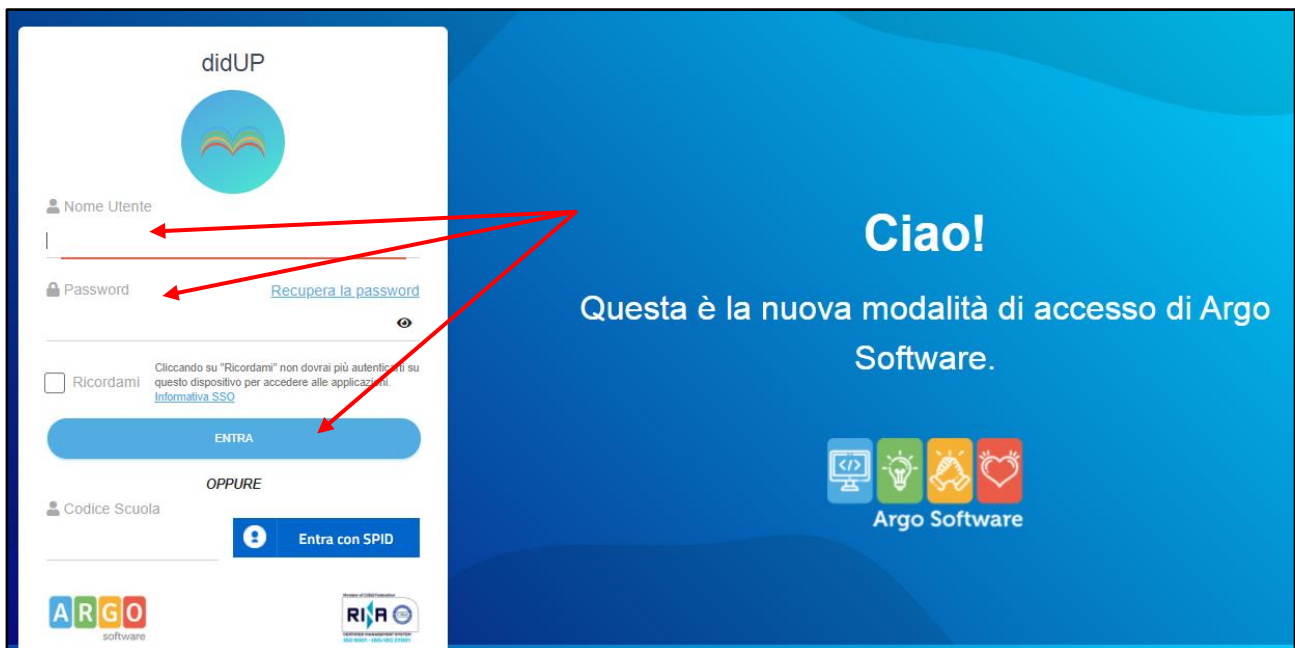 didUP
Nome Utente
Password
Recupera la password
Ricordami
Cliccando su "Ricordami" non dovrai più autenticarti su
questo dispositivo per accedere alle applicazioni.
Informativa SSO
ENTRA
OPPURE
Codice Scuola
Entra con SPID
ARGO
software
RINA
Ciao!
Questa è la nuova modalità di accesso di Argo
Software.
</>
Argo Software